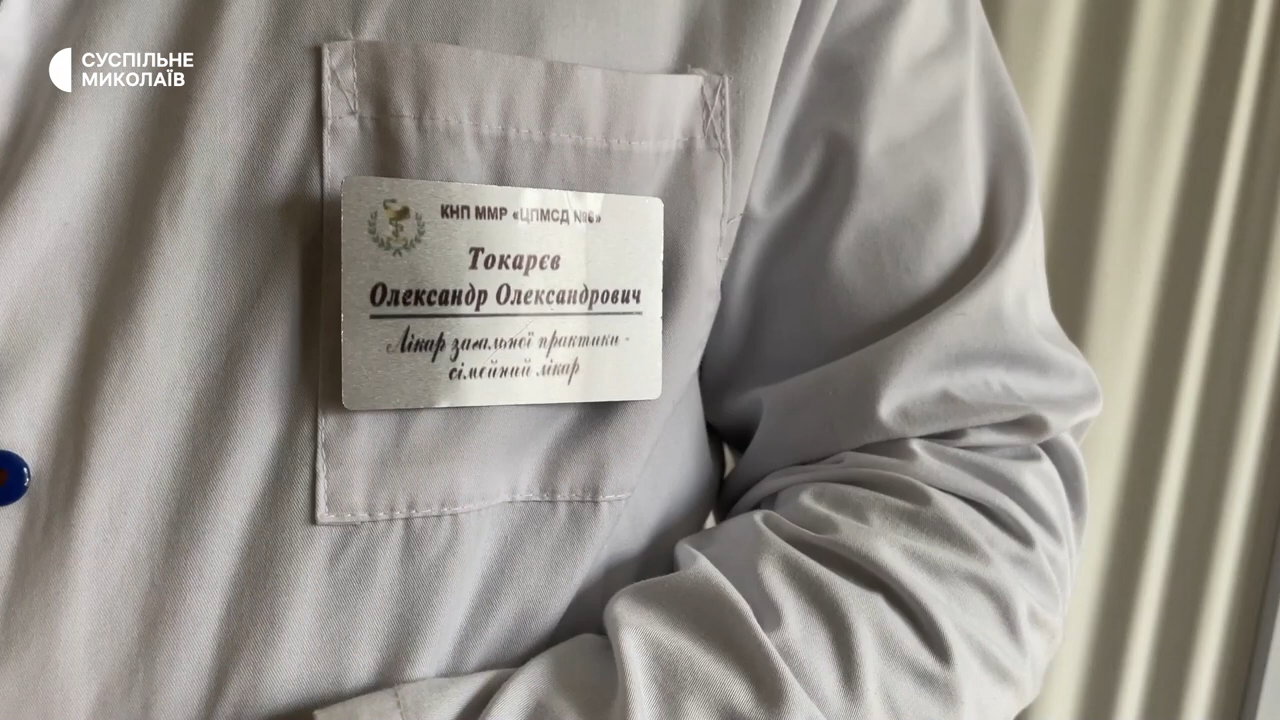 СУСПІЛЬНЕ
МИКОЛАЇВ
КНП ММР «ЦПМСД №6»
Токарєв
Олександр Олександрович
Лікар загальної практики -
сімейний лікар